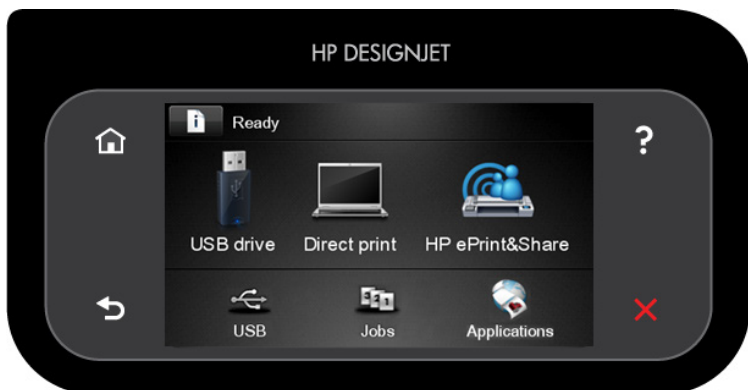 HP DESIGNJET
Ready
USB drive Direct print HP ePrint&Share
USB Jobs Applications